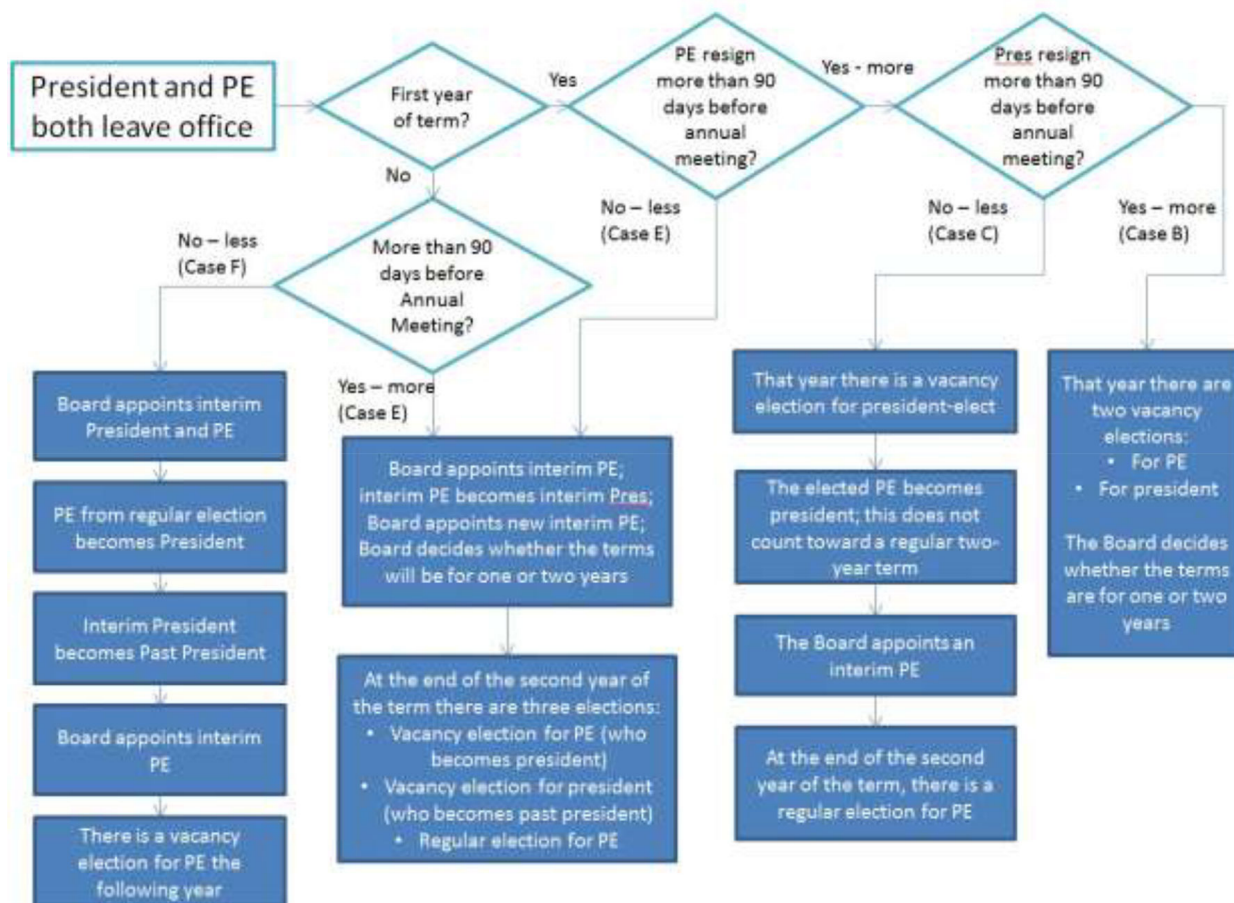 President and PE
both leave office
First year
of term?
Yes
PE resign
more than 90
days before
annual
meeting?
Yes - more
Pres resign
more than 90
days before
annual
meeting?
No
No – less
(Case F)
More than 90
days before
Annual
Meeting?
No – less
(Case E)
No – less
(Case C)
Yes – more
(Case B)
Yes – more
(Case E)
Board appoints interim
President and PE
PE from regular election
becomes President
Interim President
becomes Past President
Board appoints interim
PE
There is a vacancy
election for PE the
following year
Board appoints interim PE;
interim PE becomes interim Pres;
Board appoints new interim PE;
Board decides whether the terms
will be for one or two years
At the end of the second year of
the term there are three elections:
• Vacancy election for PE (who
becomes president)
• Vacancy election for president
(who becomes past president)
• Regular election for PE
That year there is a vacancy
election for president-elect
The elected PE becomes
president; this does not
count toward a regular two-
year term
The Board appoints an
interim PE
At the end of the second
year of the term, there is a
regular election for PE
That year there are
two vacancy
elections:
• For PE
• For president
The Board decides
whether the terms
are for one or two
years